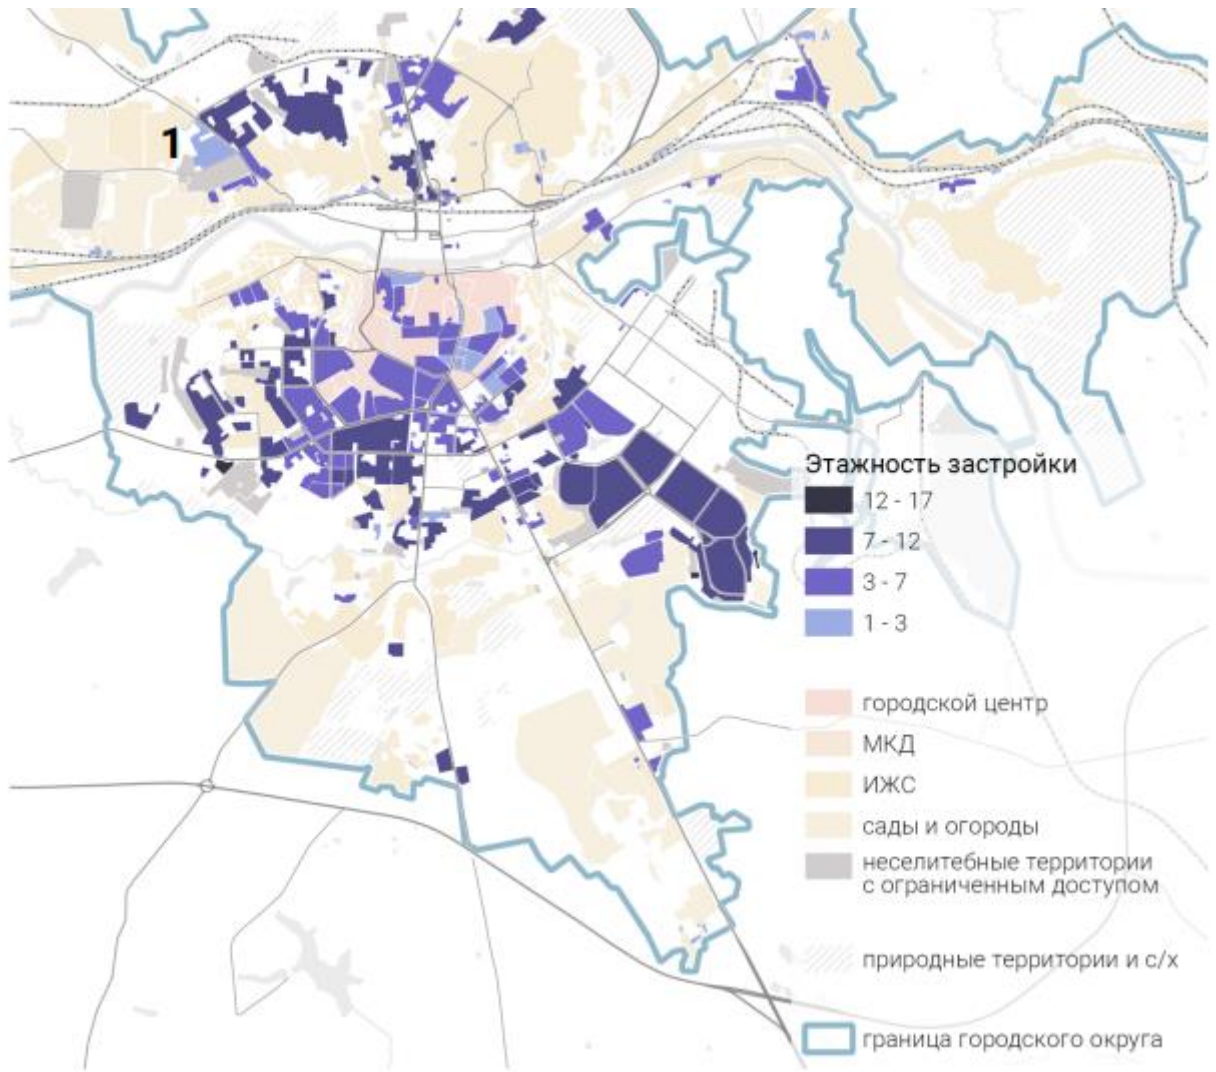 1
Этажность застройки
12 - 17
7 - 12
3 - 7
1 - 3
городской центр
МКД
ИЖС
сады и огороды
неселитебные территории
с ограниченным доступом
природные территории и с/х
граница городского округа